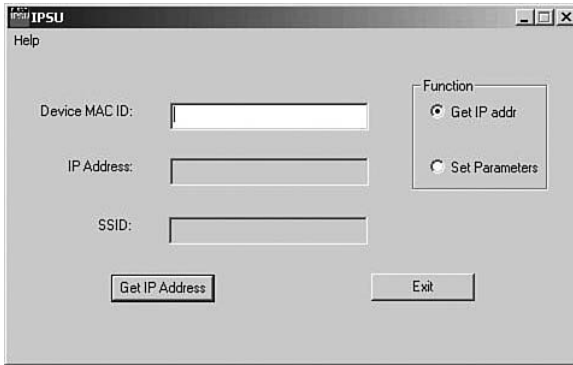 IPSU
Help
Function
Device MAC ID:
Get IP addr
IP Address:
Set Parameters
SSID:
Get IP Address
Exit